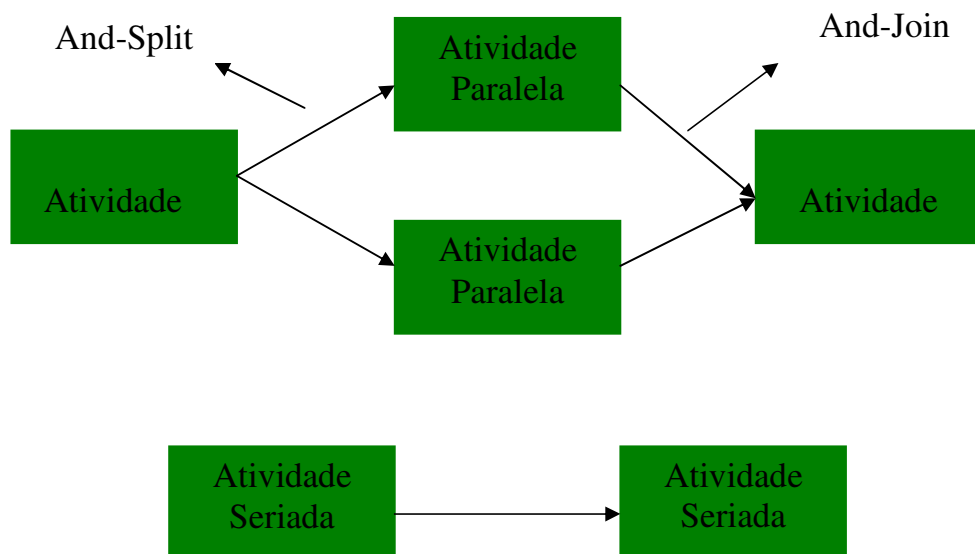 And-Split
Atividade
Paralela
And-Join
Atividade
Atividade
Atividade
Paralela
Atividade
Seriada
Atividade
Seriada